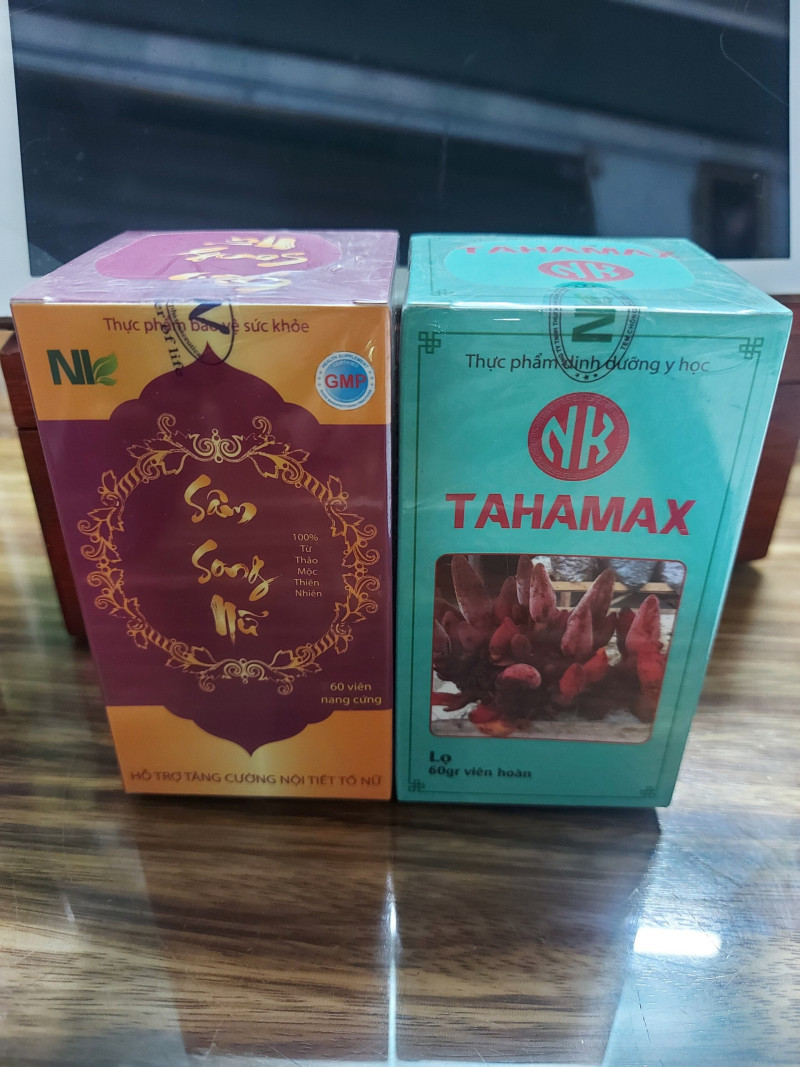 Thực phẩm bảo vệ sức khỏe
NK
GMP
Sâm
Song
Nữ
100%
Từ
Thảo
Mộc
Thiên
Nhiên
60 viên
nang cứng
HỖ TRỢ TĂNG CƯỜNG NỘI TIẾT TỐ NỮ
TAHAMAX
NK
Thực phẩm dinh dưỡng y học
NK
TAHAMAX
Lọ
60gr viên hoàn